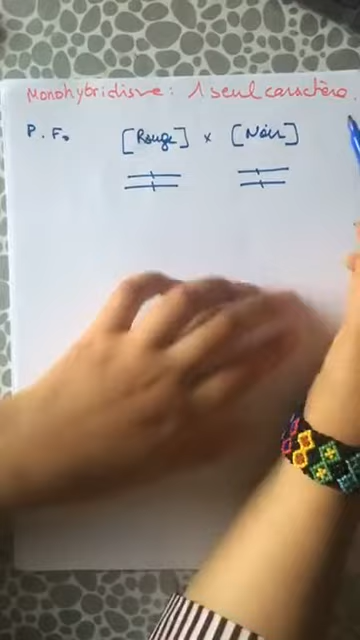 Monohybridisme : 1 seul caractère.
P. F. [Rouge] x [Noir]